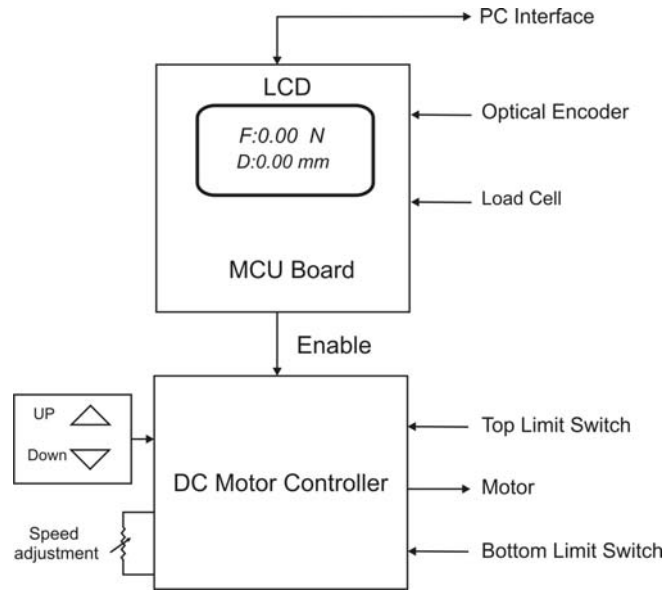 PC Interface
LCD
F:0.00 N
D:0.00 mm
Optical Encoder
Load Cell
MCU Board
Enable
UP
Down
DC Motor Controller
Top Limit Switch
Motor
Bottom Limit Switch
Speed
adjustment